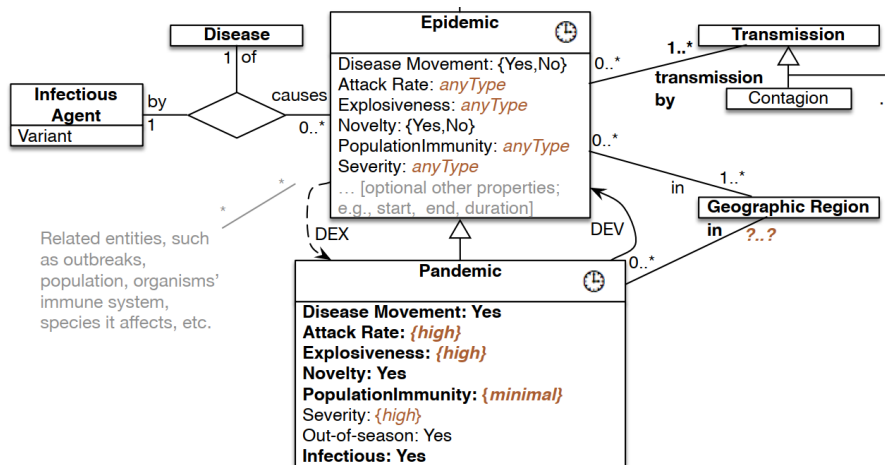 Disease
1 of
Infectious
Agent
Variant
by
1
causes
0..*
Epidemic
Disease Movement: {Yes,No}
Attack Rate: anyType
Explosiveness: anyType
Novelty: {Yes,No}
PopulationImmunity: anyType
Severity: anyType
... [optional other properties;
e.g., start, end, duration]
0..*
1..*
transmission
by
Transmission
Contagion
0..*
in
1..*
Geographic Region
in ?..?
0..*
*
*
Related entities, such
as outbreaks,
population, organisms'
immune system,
species it affects, etc.
DEX
DEV
Pandemic
Disease Movement: Yes
Attack Rate: {high}
Explosiveness: {high}
Novelty: Yes
PopulationImmunity: {minimal}
Severity: {high}
Out-of-season: Yes
Infectious: Yes